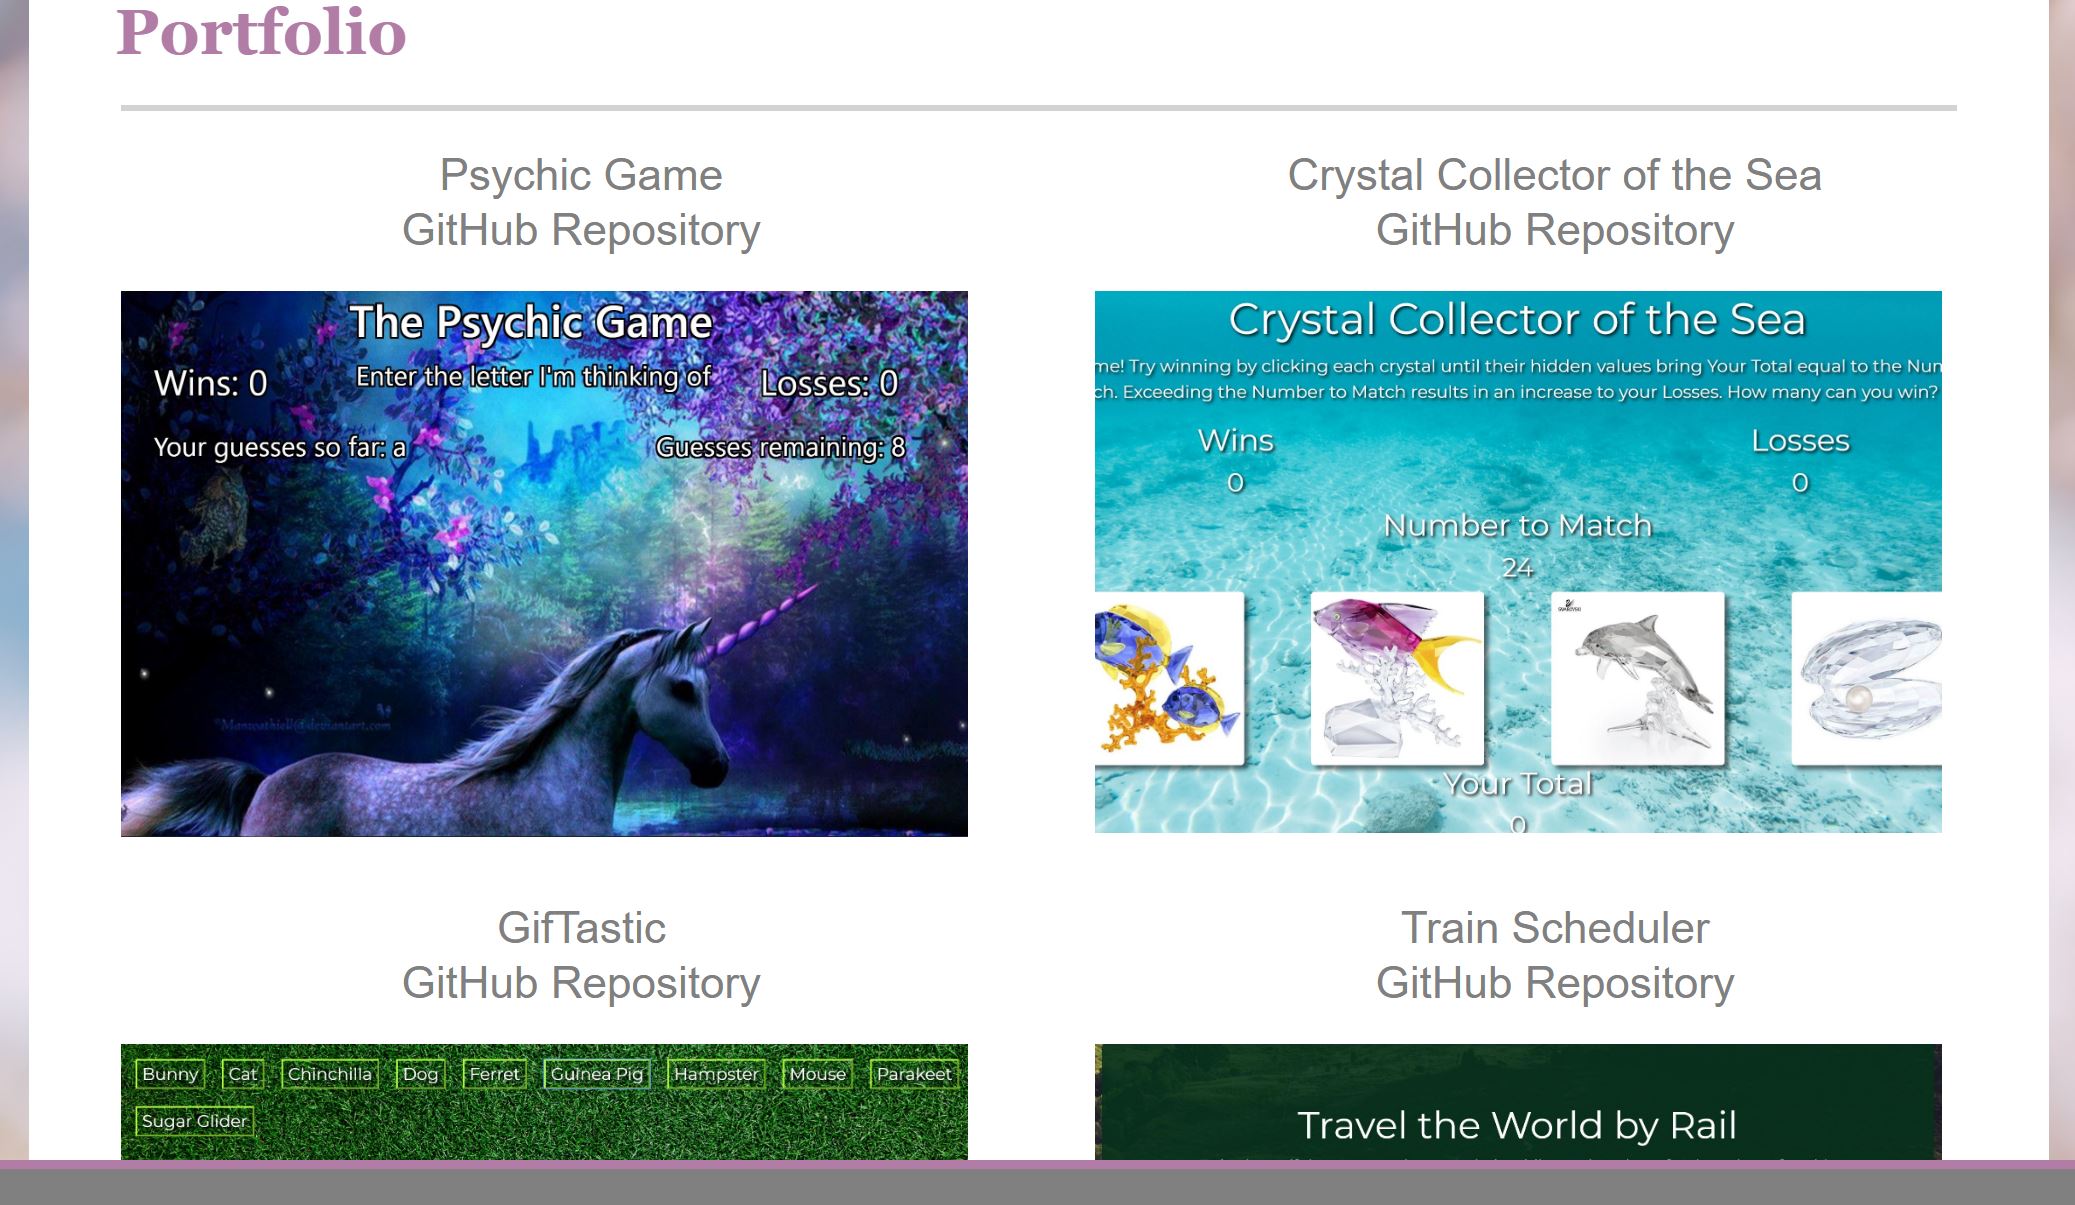 Portfolio
Psychic Game
GitHub Repository
The Psychic Game
Wins: 0
Enter the letter I'm thinking of
Losses: 0
Your guesses so far: a
Guesses remaining: 8
Crystal Collector of the Sea
GitHub Repository
Crystal Collector of the Sea
me! Try winning by clicking each crystal until their hidden values bring Your Total equal to the Num
ch. Exceeding the Number to Match results in an increase to your Losses. How many can you win?
Wins
Losses
0
0
Number to Match
24
SWAROVSKI
Your Total
0
GifTastic
GitHub Repository
Bunny Cat Chinchilla Dog Ferret Guinea Pig Hampster Mouse Parakeet
Sugar Glider
Train Scheduler
GitHub Repository
Travel the World by Rail